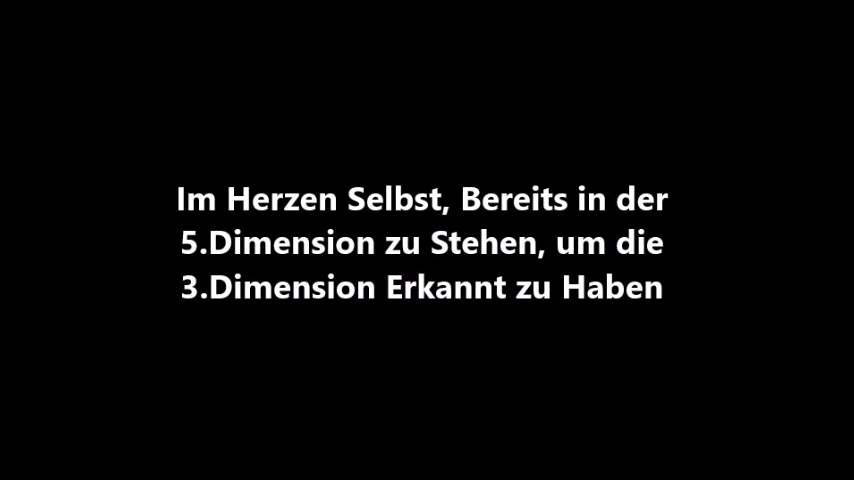 Im Herzen Selbst, Bereits in der
5.Dimension zu Stehen, um die
3.Dimension Erkannt zu Haben